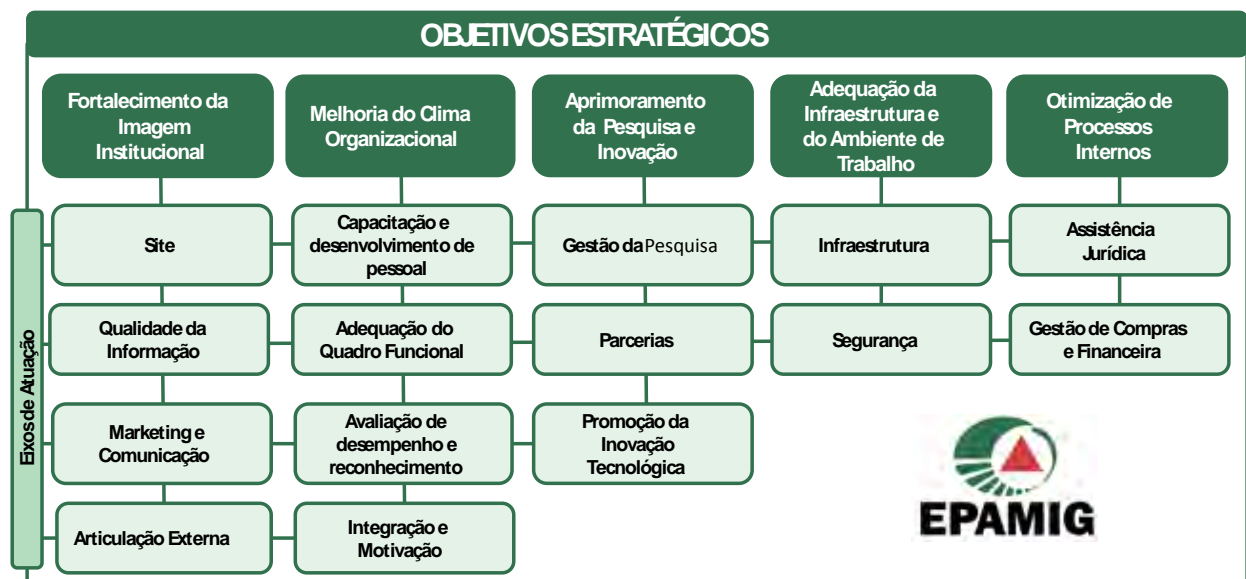 OBJETIVOS ESTRATÉGICOS
Fortalecimento da
Imagem
Institucional
Melhoria do Clima
Organizacional
Aprimoramento
da Pesquisa e
Inovação
Adequação da
Infraestrutura e
do Ambiente de
Trabalho
Otimização de
Processos
Internos
Eixos de Atuação
Site
Capacitação e
desenvolvimento de
pessoal
Gestão da Pesquisa
Infraestrutura
Assistência
Jurídica
Qualidade da
Informação
Adequação do
Quadro Funcional
Parcerias
Segurança
Gestão de Compras
e Financeira
Marketing e
Comunicação
Avaliação de
desempenho e
reconhecimento
Promoção da
Inovação
Tecnológica
Articulação Externa
Integração e
Motivação
EPAMIG